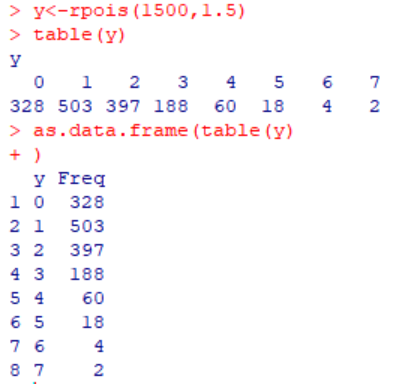 > y<-rpois(1500,1.5)
> table(y)
y
  0   1   2   3   4   5   6   7
328 503 397 188  60  18   4   2
> as.data.frame(table(y)
+ )
  y Freq
1 0  328
2 1  503
3 2  397
4 3  188
5 4   60
6 5   18
7 6    4
8 7    2